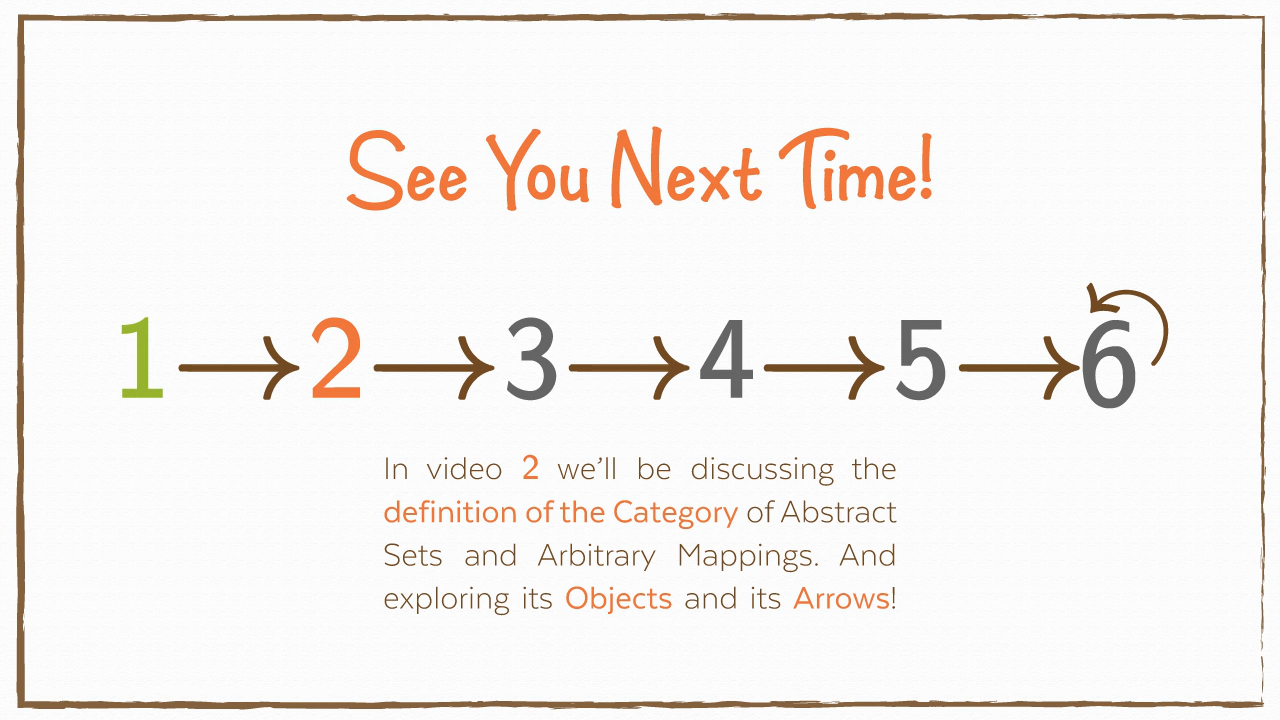 See You Next Time!
1 → 2 → 3 → 4 → 5 → 6
In video 2 we’ll be discussing the
definition of the Category of Abstract
Sets and Arbitrary Mappings. And
exploring its Objects and its Arrows!